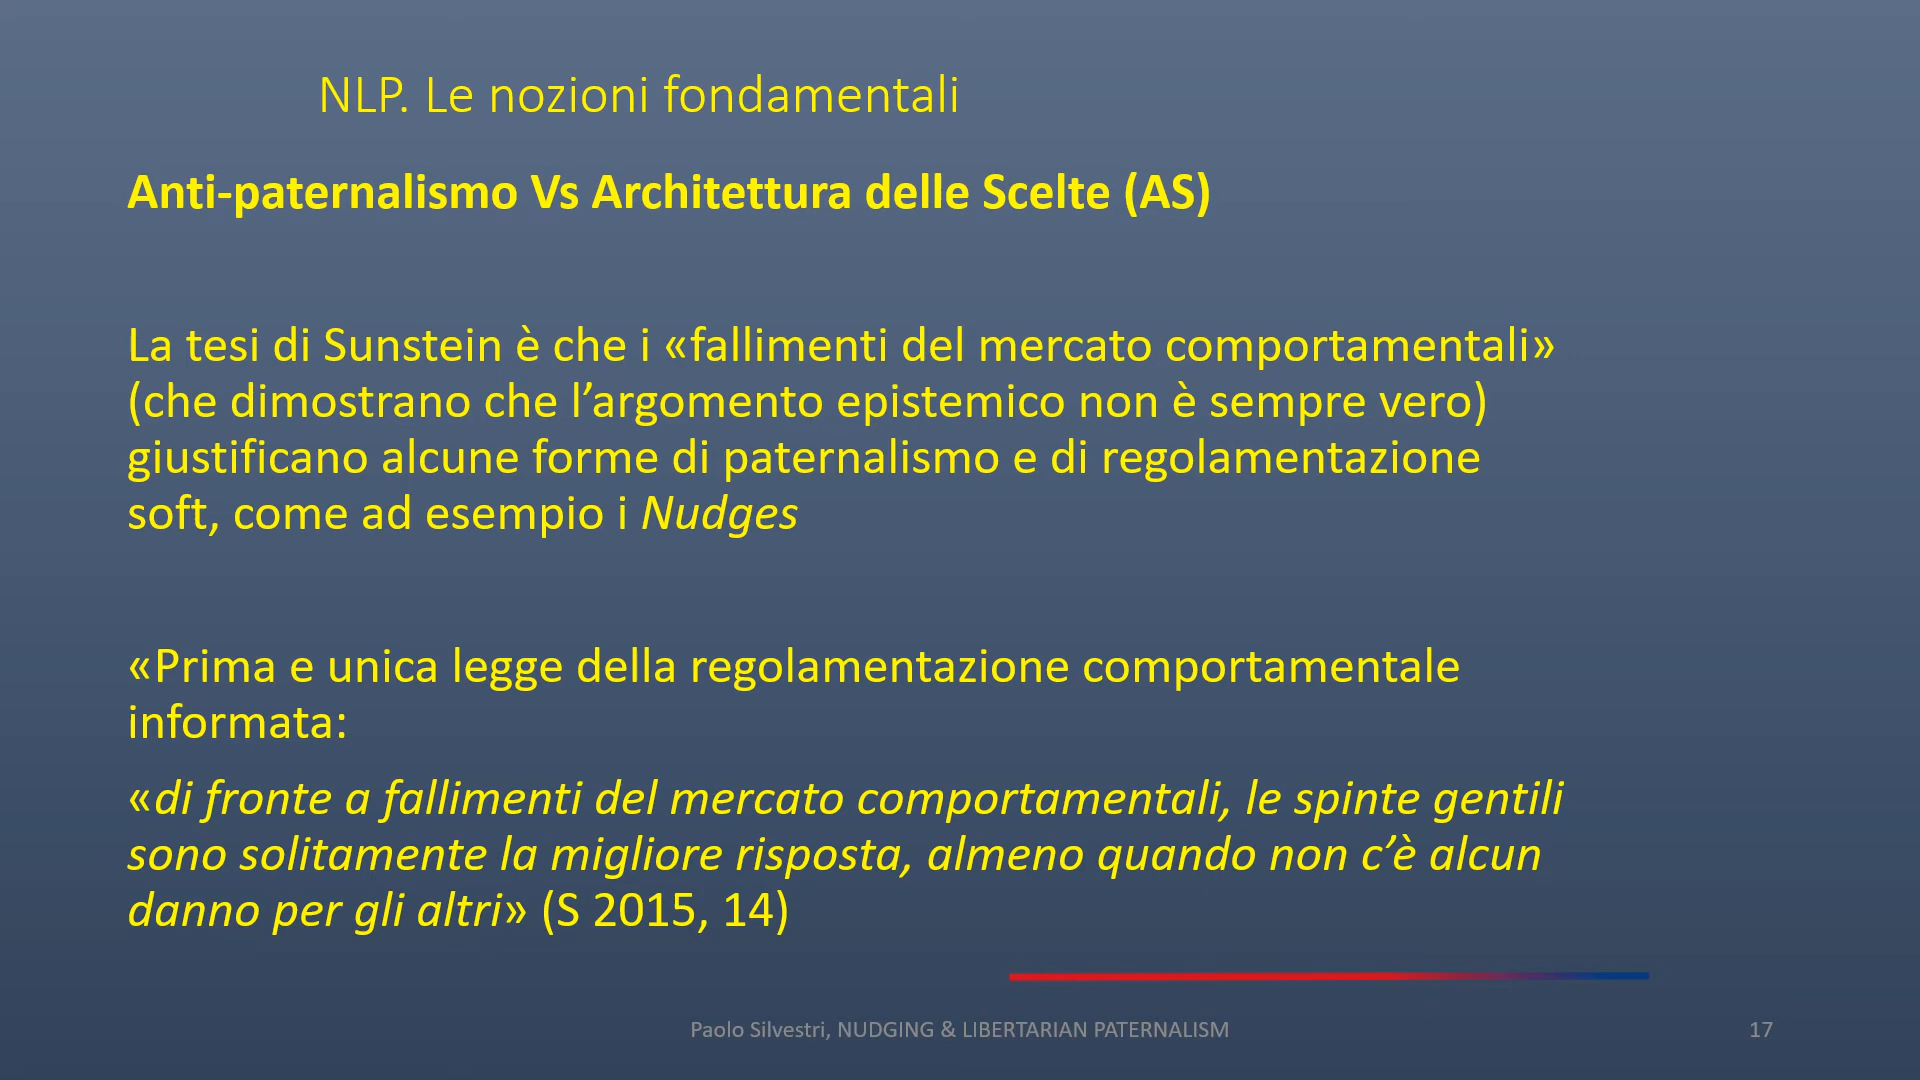 NLP. Le nozioni fondamentali
Anti-paternalismo Vs Architettura delle Scelte (AS)
La tesi di Sunstein è che i «fallimenti del mercato comportamentali»
(che dimostrano che l’argomento epistemico non è sempre vero)
giustificano alcune forme di paternalismo e di regolamentazione
soft, come ad esempio i Nudges
«Prima e unica legge della regolamentazione comportamentale
informata:
«di fronte a fallimenti del mercato comportamentali, le spinte gentili
sono solitamente la migliore risposta, almeno quando non c’è alcun
danno per gli altri» (S 2015, 14)
Paolo Silvestri, NUDGING & LIBERTARIAN PATERNALISM
17